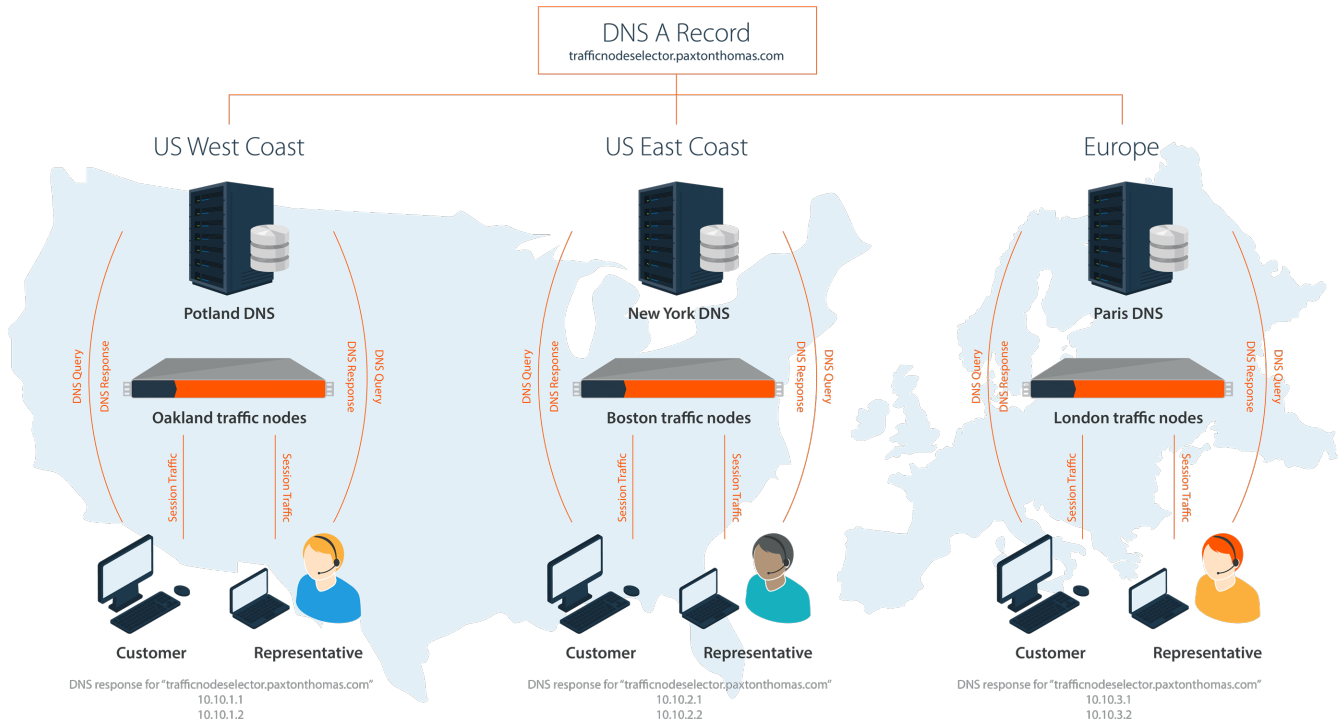 DNS A Record
trafficnodeselector.paxtonthomas.com
US West Coast
US East Coast
Europe
Potland DNS
New York DNS
Paris DNS
DNS Query
DNS Response
DNS Response
DNS Query
DNS Query
DNS Response
DNS Response
DNS Query
DNS Query
DNS Response
DNS Response
DNS Query
Oakland traffic nodes
Boston traffic nodes
London traffic nodes
Session Traffic
Session Traffic
Session Traffic
Session Traffic
Session Traffic
Session Traffic
Customer
Representative
Customer
Representative
Customer
Representative
DNS response for “trafficnodeselector.paxtonthomas.com”
10.10.1.1
10.10.1.2
DNS response for “trafficnodeselector.paxtonthomas.com”
10.10.2.1
10.10.2.2
DNS response for “trafficnodeselector.paxtonthomas.com”
10.10.3.1
10.10.3.2